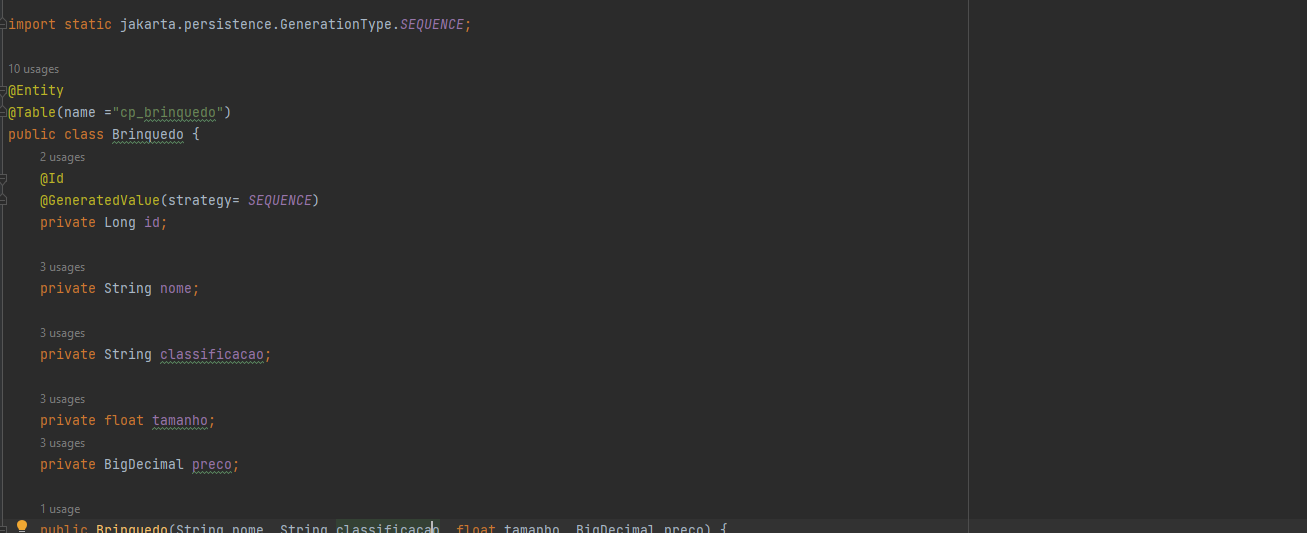 import static jakarta.persistence.GenerationType.SEQUENCE;
10 usages
@Entity
@Table(name ="cp_brinquedo")
public class Brinquedo {
2 usages
@Id
@GeneratedValue(strategy= SEQUENCE)
private Long id;
3 usages
private String nome;
3 usages
private String classificacao;
3 usages
private float tamanho;
3 usages
private BigDecimal preco;
1 usage
public Brinquedo(String nome, String classificacao, float tamanho, BigDecimal preco) {